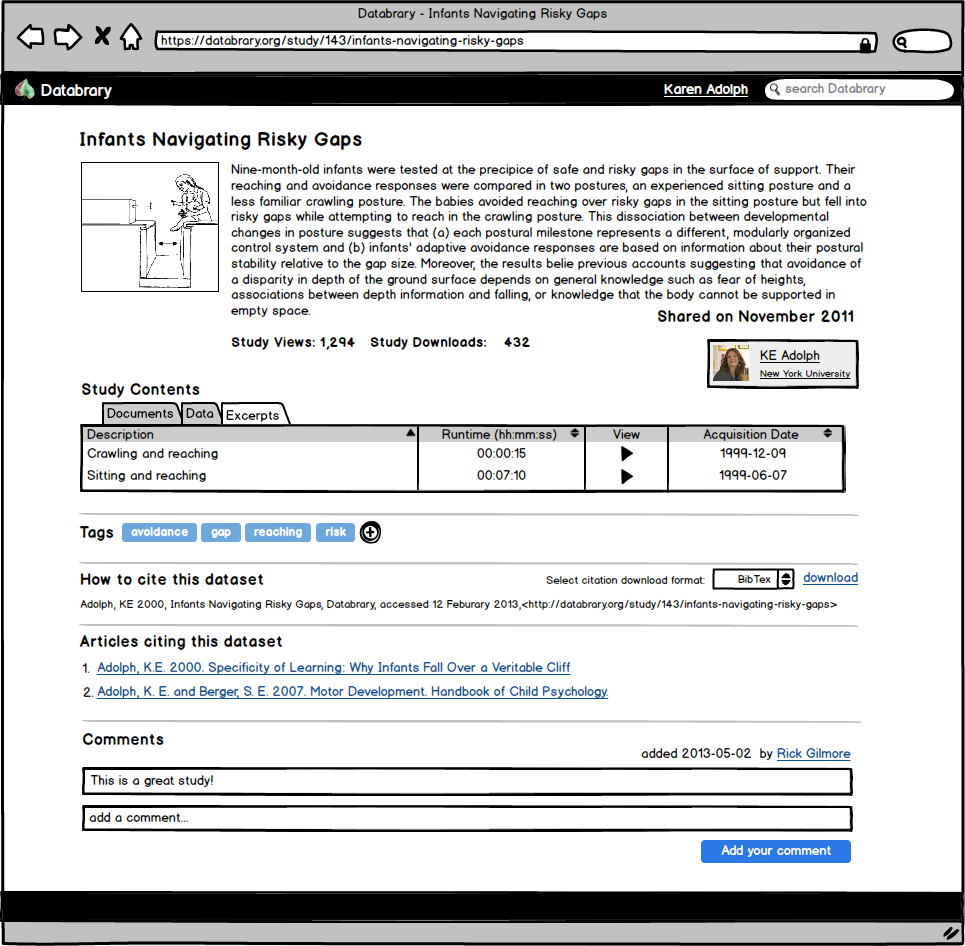 Databrary - Infants Navigating Risky Gaps
https://databrary.org/study/143/infants-navigating-risky-gaps
Databrary
Karen Adolph
search Databrary
Infants Navigating Risky Gaps
Nine-month-old infants were tested at the precipice of safe and risky gaps in the surface of support. Their
reaching and avoidance responses were compared in two postures, an experienced sitting posture and a
less familiar crawling posture. The babies avoided reaching over risky gaps in the sitting posture but fell into
risky gaps while attempting to reach in the crawling posture. This dissociation between developmental
changes in posture suggests that (a) each postural milestone represents a different, modularly organized
control system and (b) infants' adaptive avoidance responses are based on information about their postural
stability relative to the gap size. Moreover, the results belie previous accounts suggesting that avoidance of
a disparity in depth of the ground surface depends on general knowledge such as fear of heights,
associations between depth information and falling, or knowledge that the body cannot be supported in
empty space.
Shared on November 2011
Study Views: 1,294 Study Downloads: 432
KE Adolph
New York University
Study Contents
Documents Data Excerpts
Description Runtime (hh:mm:ss) View Acquisition Date
Crawling and reaching 00:00:15 1999-12-09
Sitting and reaching 00:07:10 1999-06-07
Tags avoidance gap reaching risk
How to cite this dataset
Select citation download format: BibTex download
Adolph, KE 2000, Infants Navigating Risky Gaps, Databrary, accessed 12 Feburary 2013,<http://databrary.org/study/143/infants-navigating-risky-gaps>
Articles citing this dataset
1. Adolph, K.E. 2000. Specificity of Learning: Why Infants Fall Over a Veritable Cliff
2. Adolph, K. E. and Berger, S. E. 2007. Motor Development. Handbook of Child Psychology.
Comments
added 2013-05-02 by Rick Gilmore
This is a great study!
add a comment...
Add your comment